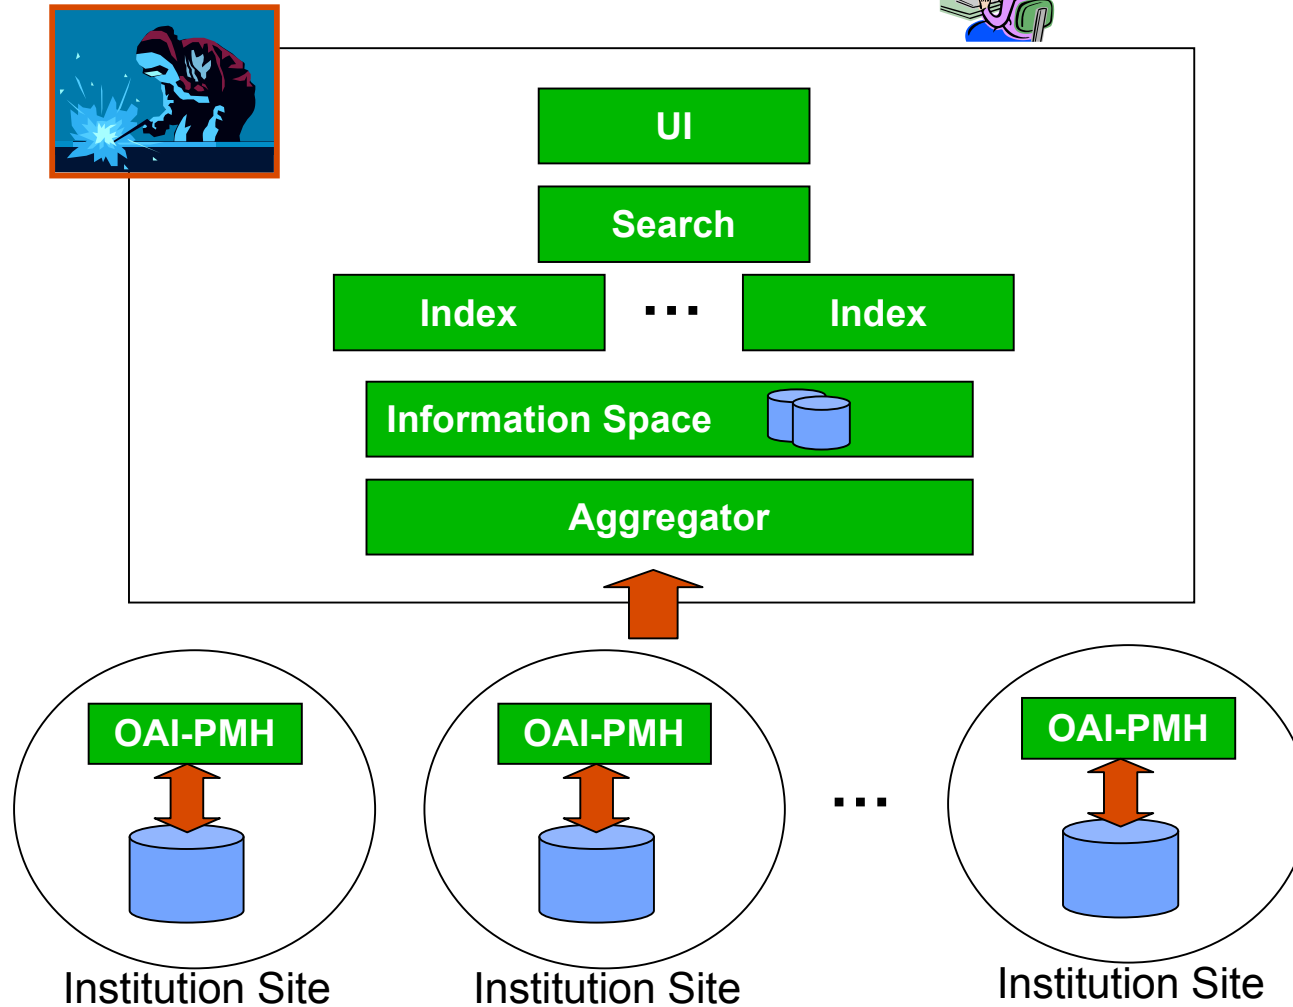 UI
Search
Index ... Index
Information Space
Aggregator
OAI-PMH OAI-PMH ... OAI-PMH
Institution Site Institution Site Institution Site